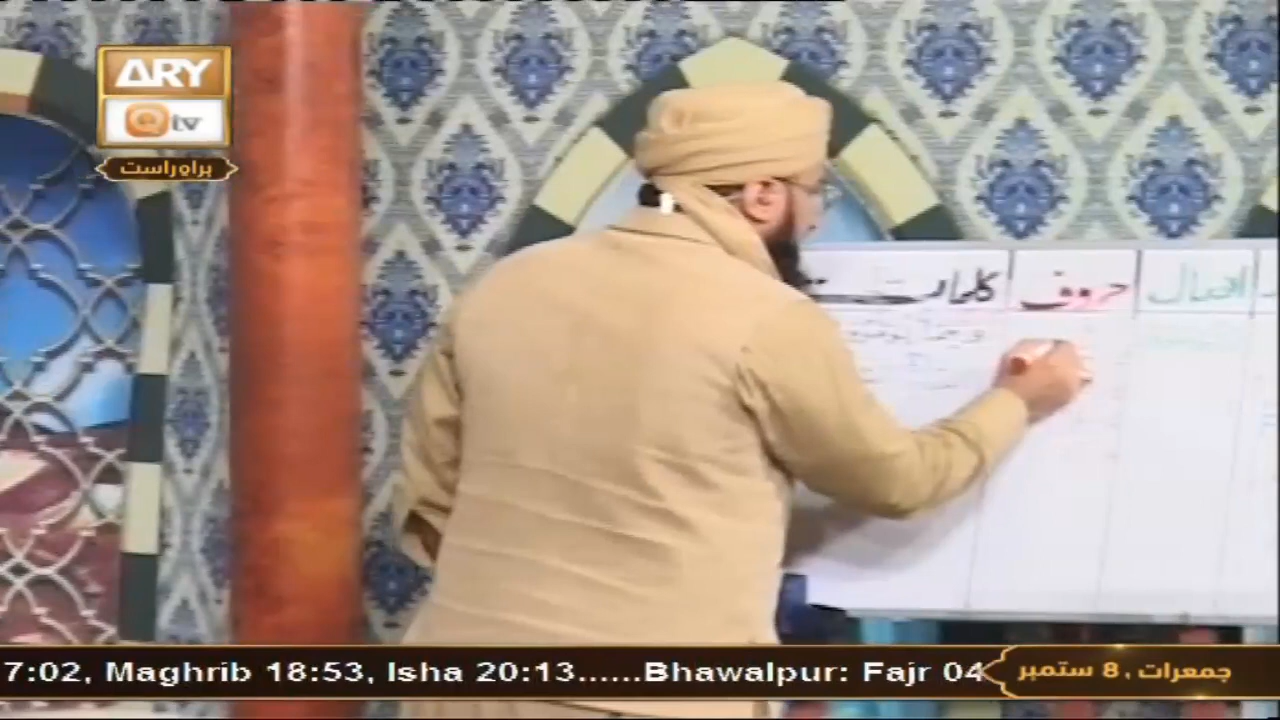 ARY
Qtv
براہِ راست
افعال
حروف
کلمات
7:02, Maghrib 18:53, Isha 20:13......Bhawalpur: Fajr 04
جمعرات، 8 ستمبر